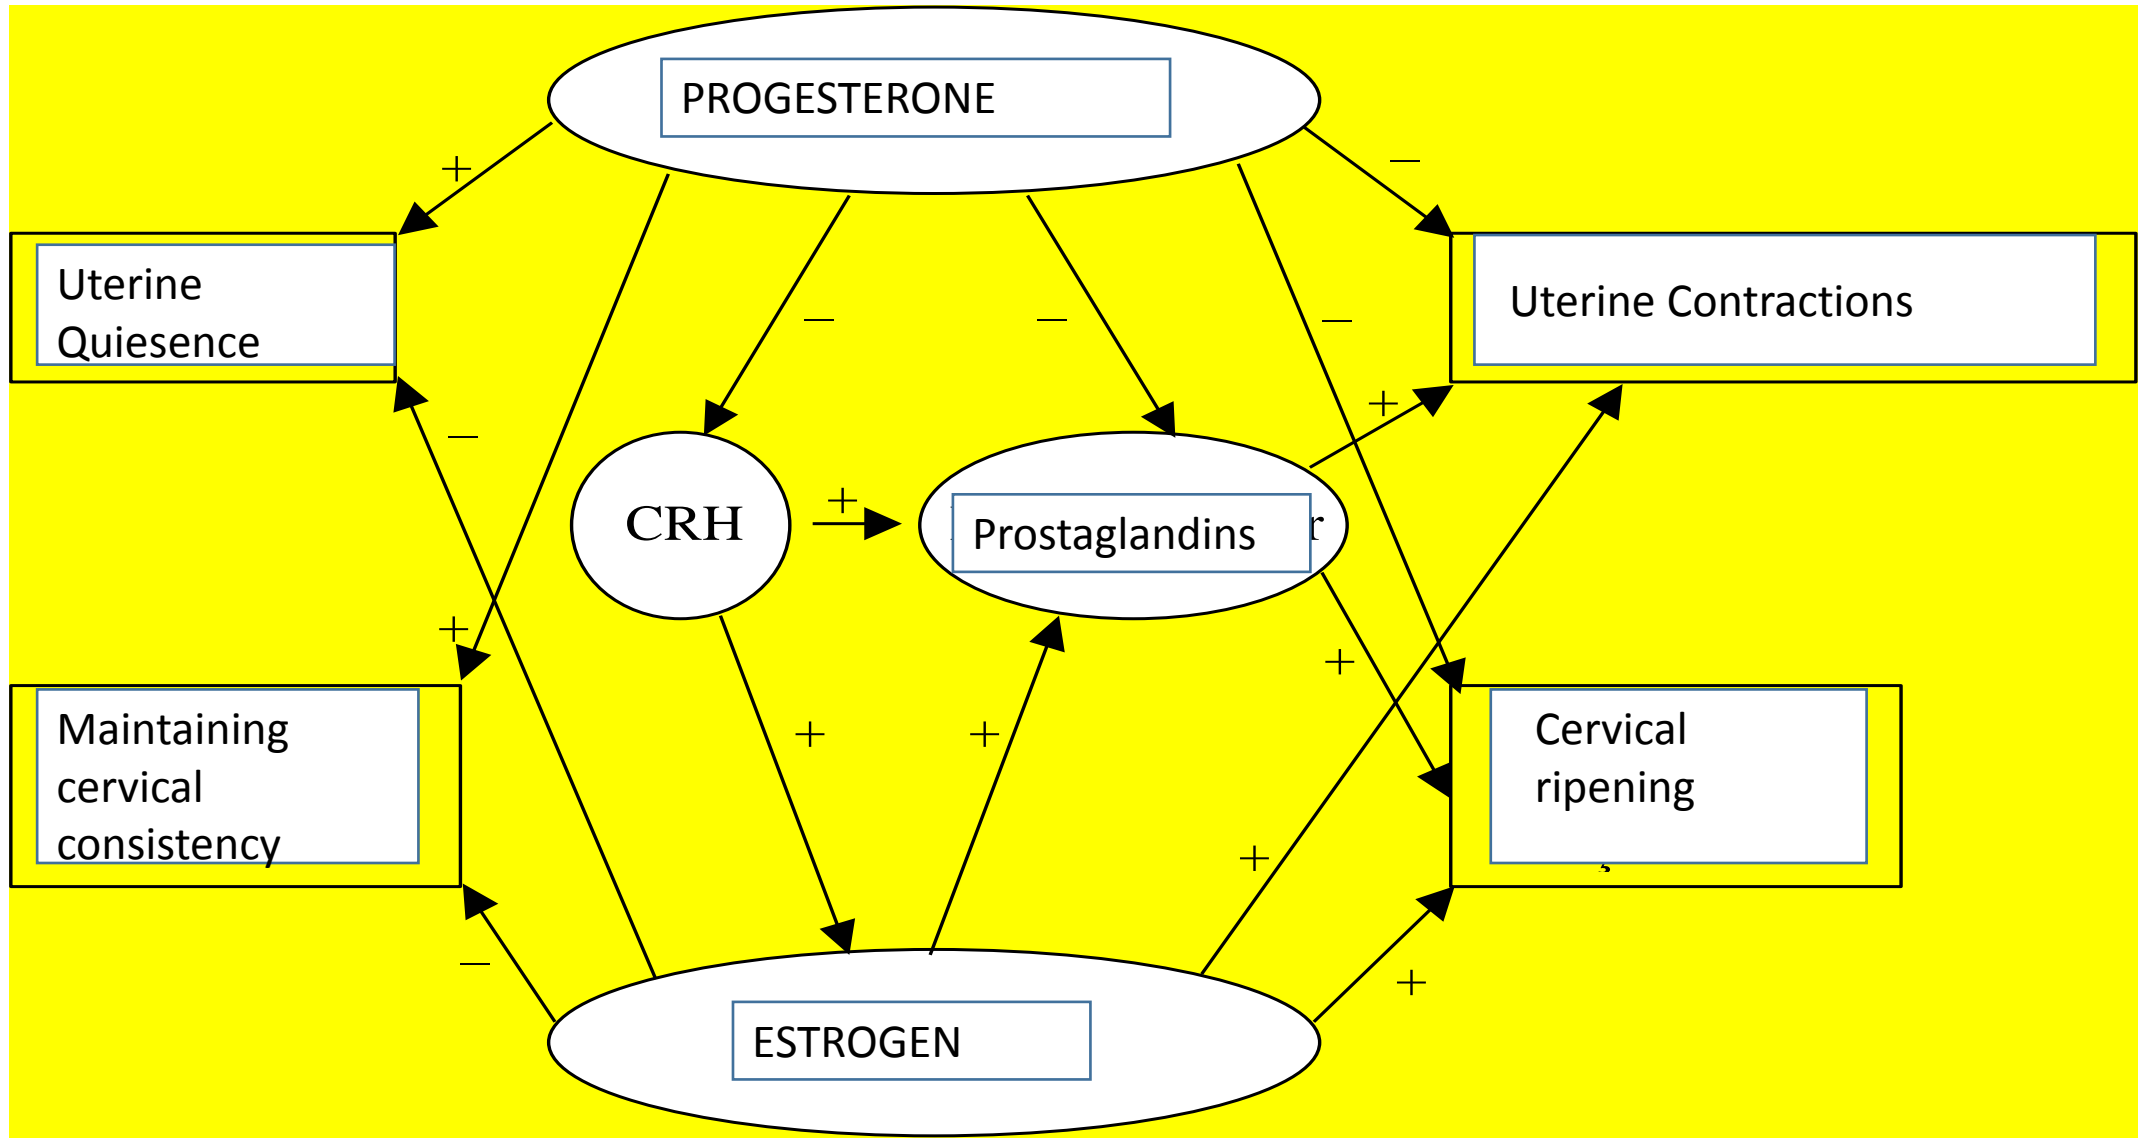 PROGESTERONE
+
–
Uterine
Quiesence
Uterine Contractions
–
–
–
+
–
CRH
+
Prostaglandins
r
+
+
Maintaining
cervical
consistency
+
+
Cervical
ripening
+
–
+
ESTROGEN